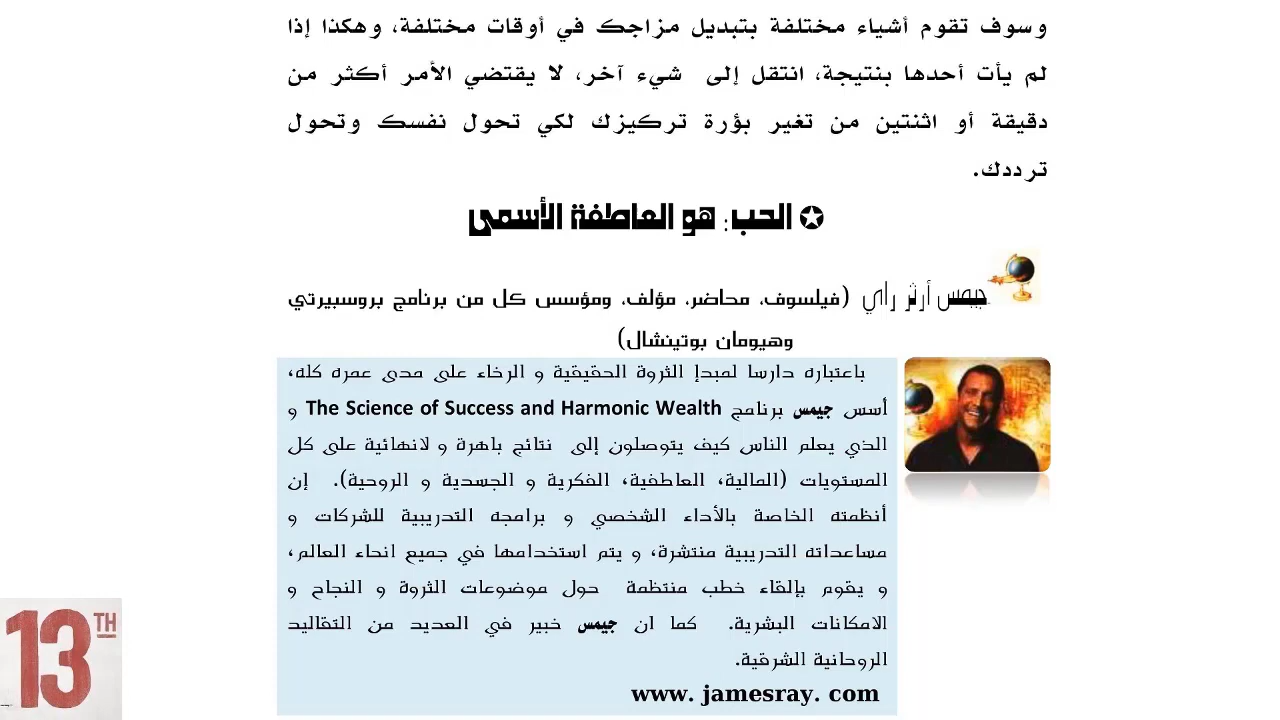 وسوف تقوم أشياء مختلفة بتبديل مزاجك في أوقات مختلفة، وهكذا إذا
لم يأت أحدها بنتيجة، انتقل إلى شيء آخر، لا يقتضي الأمر أكثر من
دقيقة أو اثنتين من تغير بؤرة تركيزك لكي تحول نفسك وتحول
ترددك.
✪ الحب: هو العاطفة الأسمى
جيمس أرثر راي (فيلسوف، محاضر، مؤلف، ومؤسس كل من برنامج بروسبيرتي
وهيومان بوتينشال)
باعتباره دارسا لمبدإ الثروة الحقيقية و الرخاء على مدى عمره كله،
أسس جيمس برنامج The Science of Success and Harmonic Wealth و
الذي يعلم الناس كيف يتوصلون إلى نتائج باهرة و لانهائية على كل
المستويات (المالية، العاطفية، الفكرية و الجسدية و الروحية). إن
أنظمته الخاصة بالأداء الشخصي و برامجه التدريبية للشركات و
مساعداته التدريبية منتشرة، و يتم استخدامها في جميع انحاء العالم،
و يقوم بإلقاء خطب منتظمة حول موضوعات الثروة و النجاح و
الامكانات البشرية. كما ان جيمس خبير في العديد من التقاليد
الروحانية الشرقية.
www. jamesray. com
13TH